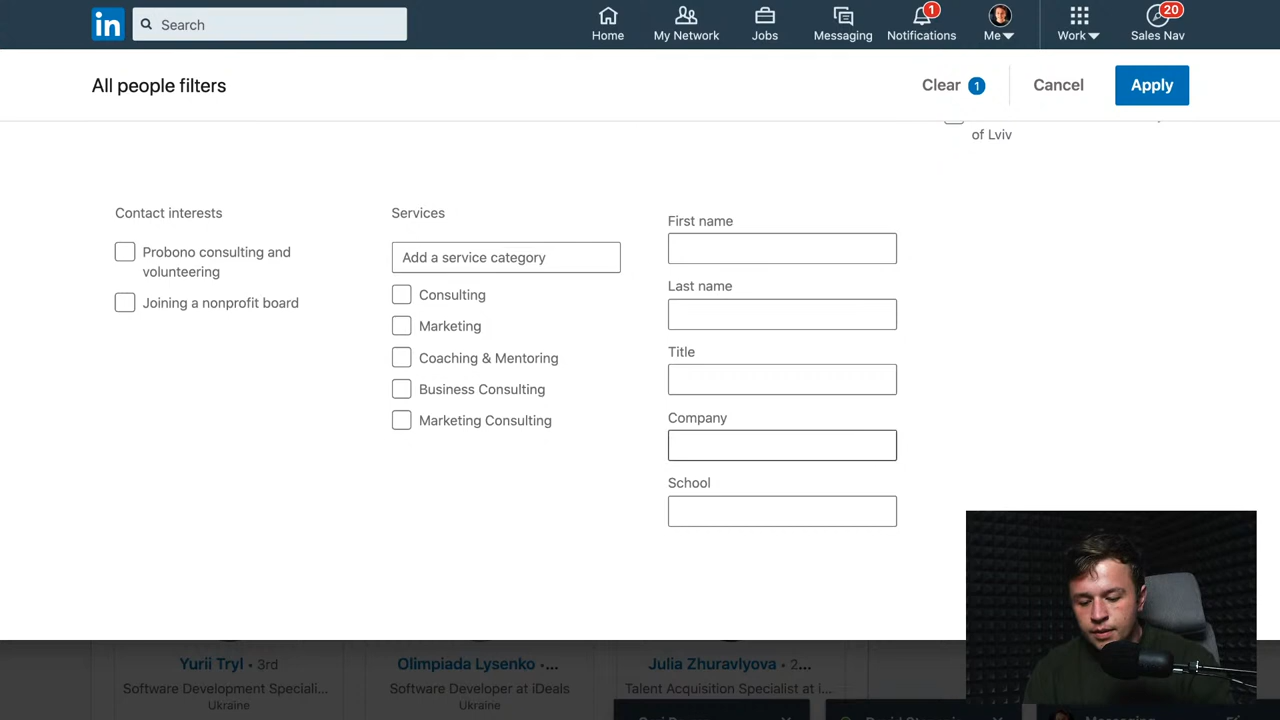 in
Search
Home
My Network
Jobs
Messaging
1
Notifications
Me
Work
20
Sales Nav
All people filters
Clear 1
Cancel
Apply
of Lviv
Contact interests
Probono consulting and
volunteering
Joining a nonprofit board
Services
Add a service category
Consulting
Marketing
Coaching & Mentoring
Business Consulting
Marketing Consulting
First name
Last name
Title
Company
School
Yurii Tryl • 3rd
Software Development Speciali...
Ukraine
Olimpiada Lysenko •...
Software Developer at iDeals
Ukraine
Julia Zhuravlyova • 2...
Talent Acquisition Specialist at i...